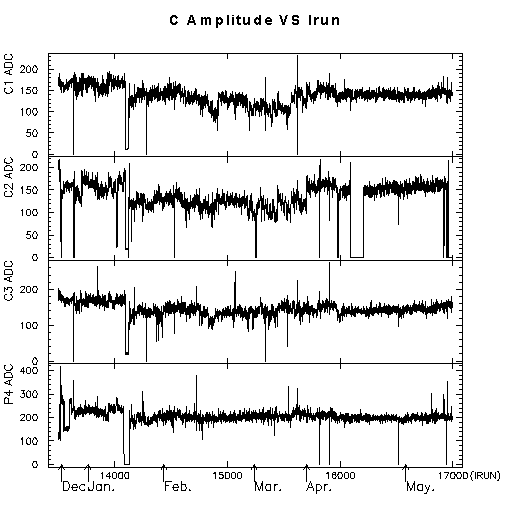 C Amplitude VS Irun
C1 ADC
200
150
100
50
0
C2 ADC
200
150
100
50
0
C3 ADC
200
100
0
P4 ADC
400
300
200
100
0
14000 15000 16000 17000(IRUN)
Dec. Jan. Feb. Mar. Apr. May.